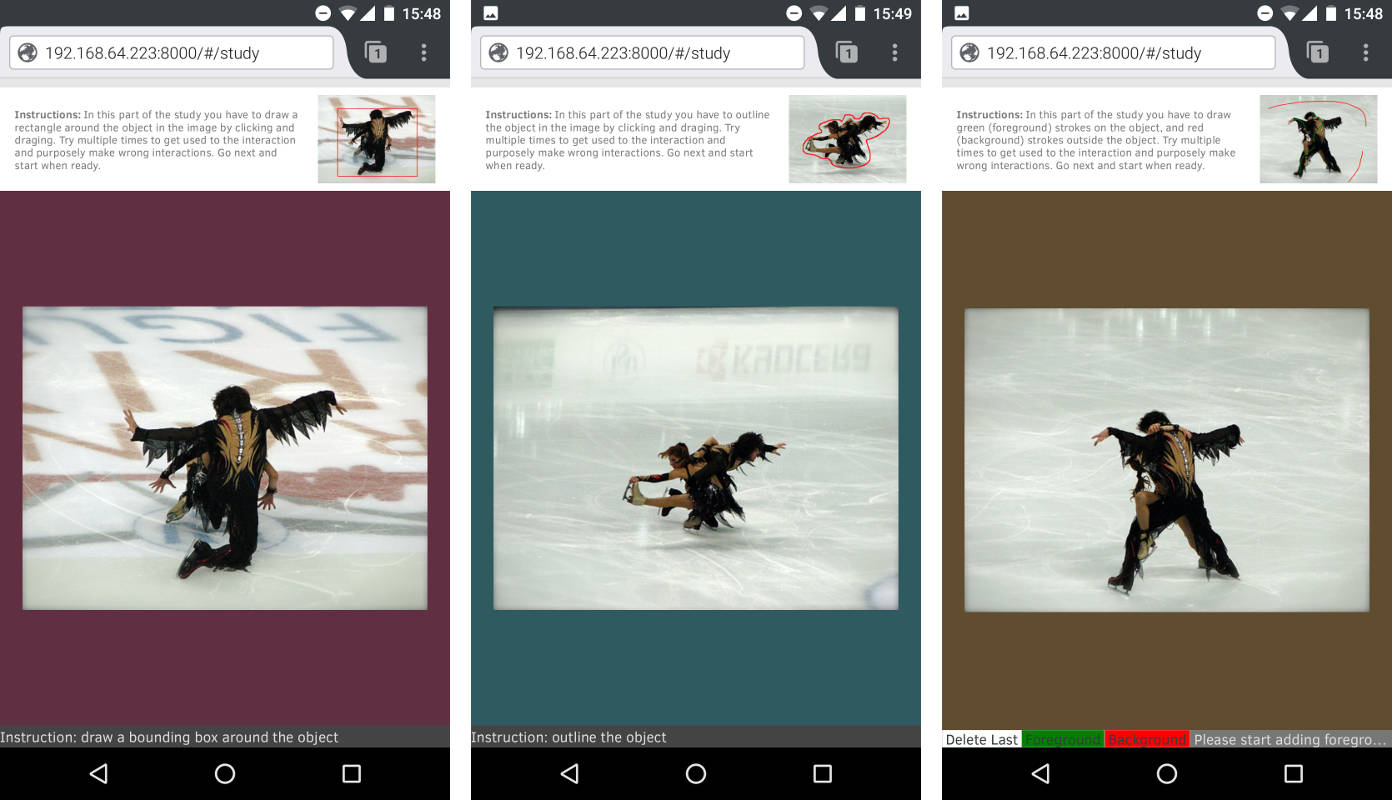 15:48
1
192.168.64.223:8000/#/study
Instructions: In this part of the study you have to draw a
rectangle around the object in the image by clicking and
draging. Try multiple times to get used to the interaction
and purposely make wrong interactions. Go next and
start when ready.
FIGU
Instruction: draw a bounding box around the object
15:49
1
192.168.64.223:8000/#/study
Instructions: In this part of the study you have to outline
the object in the image by clicking and draging. Try
multiple times to get used to the interaction and
purposely make wrong interactions. Go next and start
when ready.
KYOCERA
Instruction: outline the object
15:48
1
192.168.64.223:8000/#/study
Instructions: In this part of the study you have to draw
green (foreground) strokes on the object, and red
(background) strokes outside the object. Try multiple
times to get used to the interaction and purposely make
wrong interactions. Go next and start when ready.
Delete Last Foreground Background Please start adding foregro...